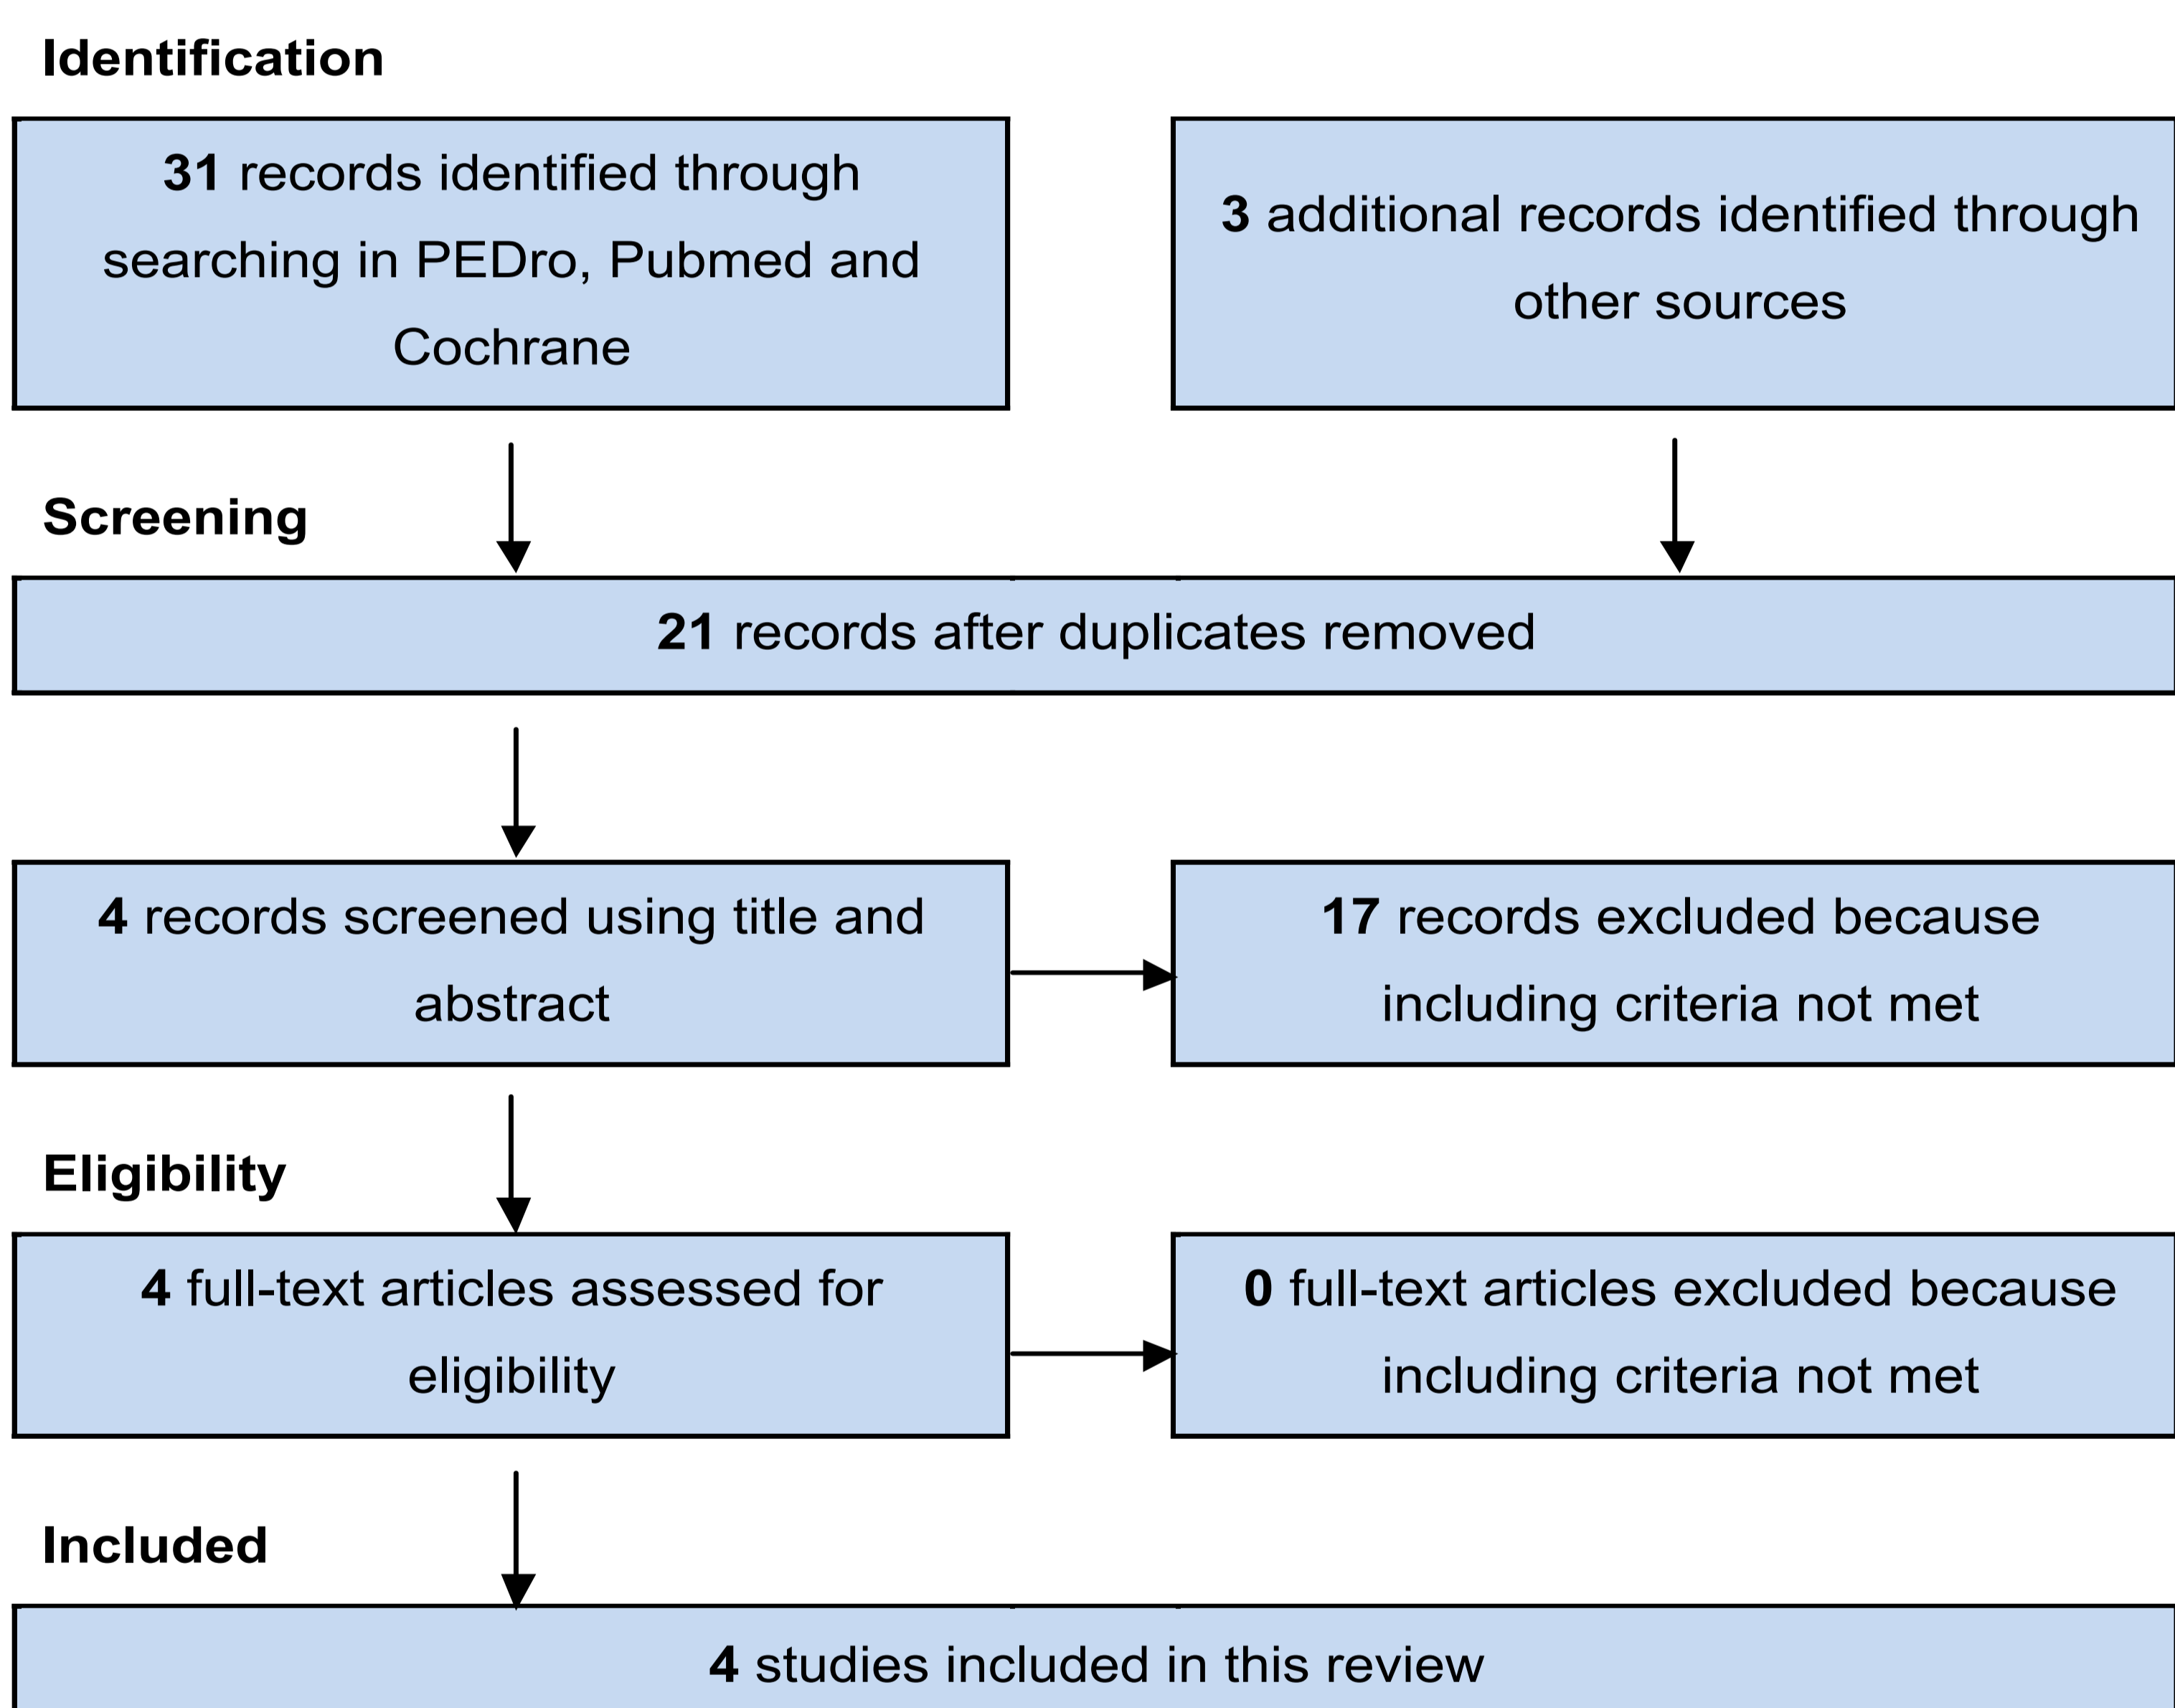 Identification
31 records identified through
searching in PEDro, Pubmed and
Cochrane
3 additional records identified through
other sources
Screening
21 records after duplicates removed
4 records screened using title and
abstract
17 records excluded because
including criteria not met
Eligibility
4 full-text articles assessed for
eligibility
0 full-text articles excluded because
including criteria not met
Included
4 studies included in this review